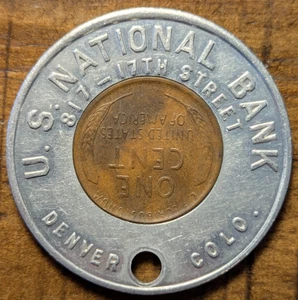 U.S. NATIONAL BANK
817-17TH STREET
DENVER COLO.
ONE
CENT
UNITED STATES
OF AMERICA